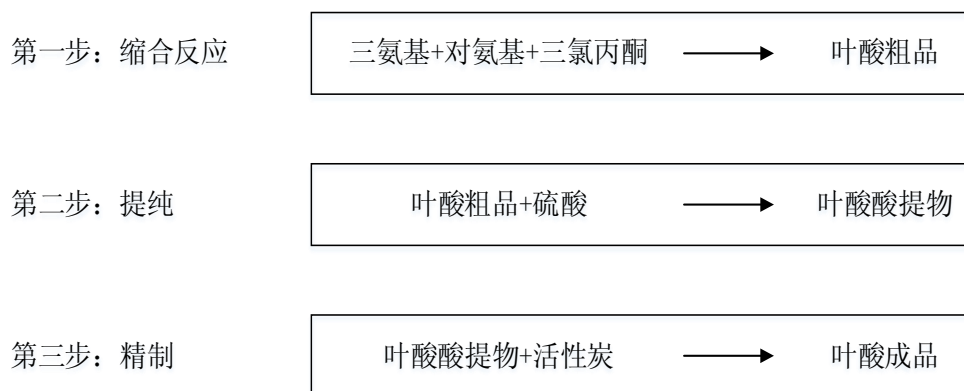 第一步：缩合反应 三氨基+对氨基+三氯丙酮 叶酸粗品
第二步：提纯 叶酸粗品+硫酸 叶酸酸提物
第三步：精制 叶酸酸提物+活性炭 叶酸成品